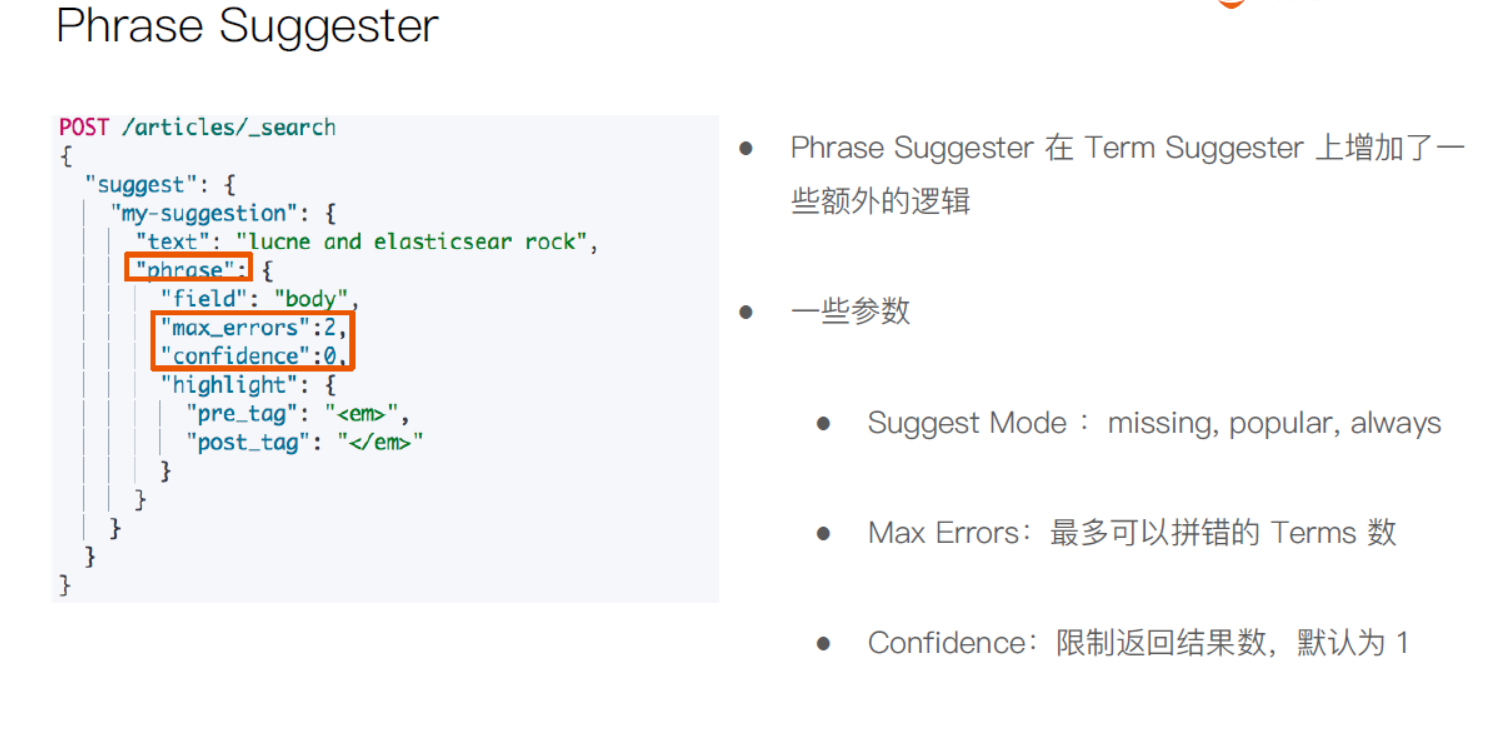 Phrase Suggester
POST /articles/_search
{
"suggest": {
"my-suggestion": {
"text": "lucne and elasticsear rock",
"phrase": {
"field": "body",
"max_errors":2,
"confidence":0,
"highlight": {
"pre_tag": "<em>",
"post_tag": "</em>"
}
}
}
}
}
● Phrase Suggester 在 Term Suggester 上增加了一
些额外的逻辑
● 一些参数
● Suggest Mode ：missing, popular, always
● Max Errors：最多可以拼错的 Terms 数
● Confidence：限制返回结果数，默认为 1